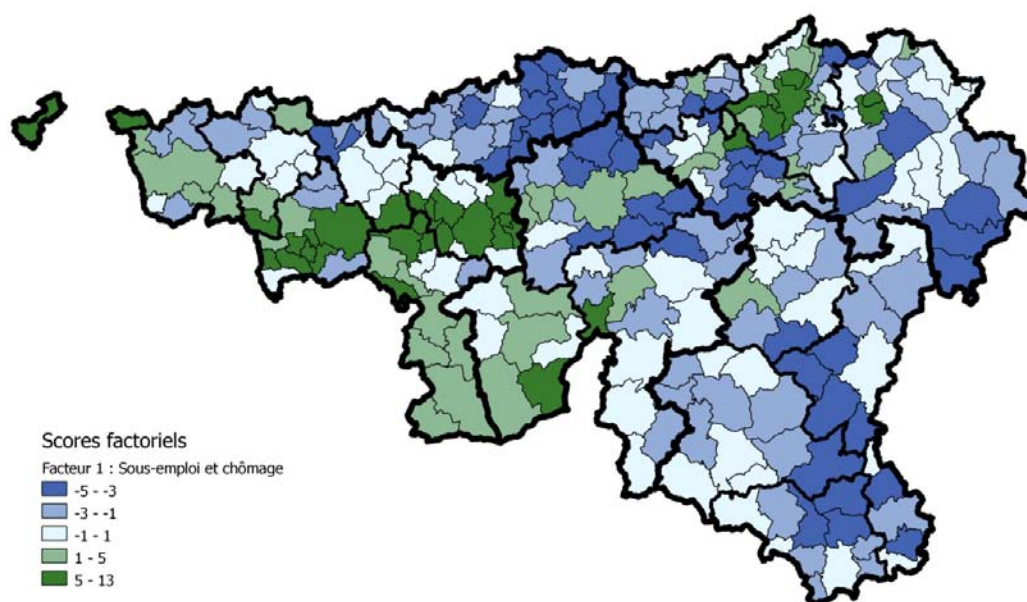 Scores factoriels
Facteur 1 : Sous-emploi et chômage
-5 - -3
-3 - -1
-1 - 1
1 - 5
5 - 13